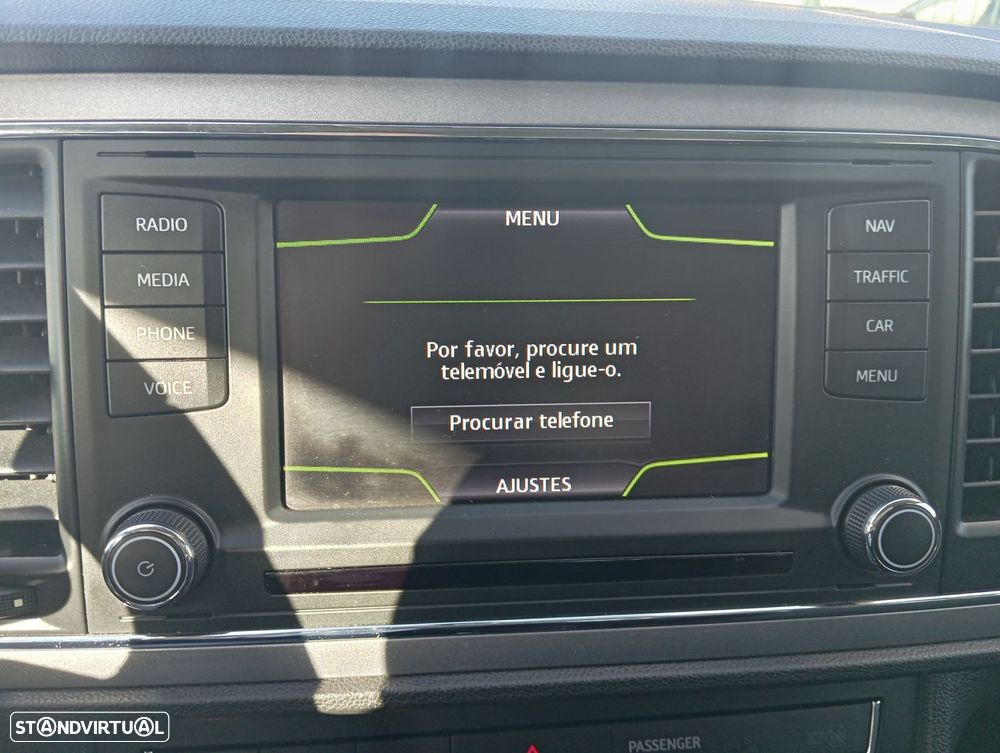 MENU
RADIO
MEDIA
PHONE
VOICE
NAV
TRAFFIC
CAR
MENU
Por favor, procure um
telemóvel e ligue-o.
Procurar telefone
AJUSTES
PASSENGER
STANDVIRTUAL